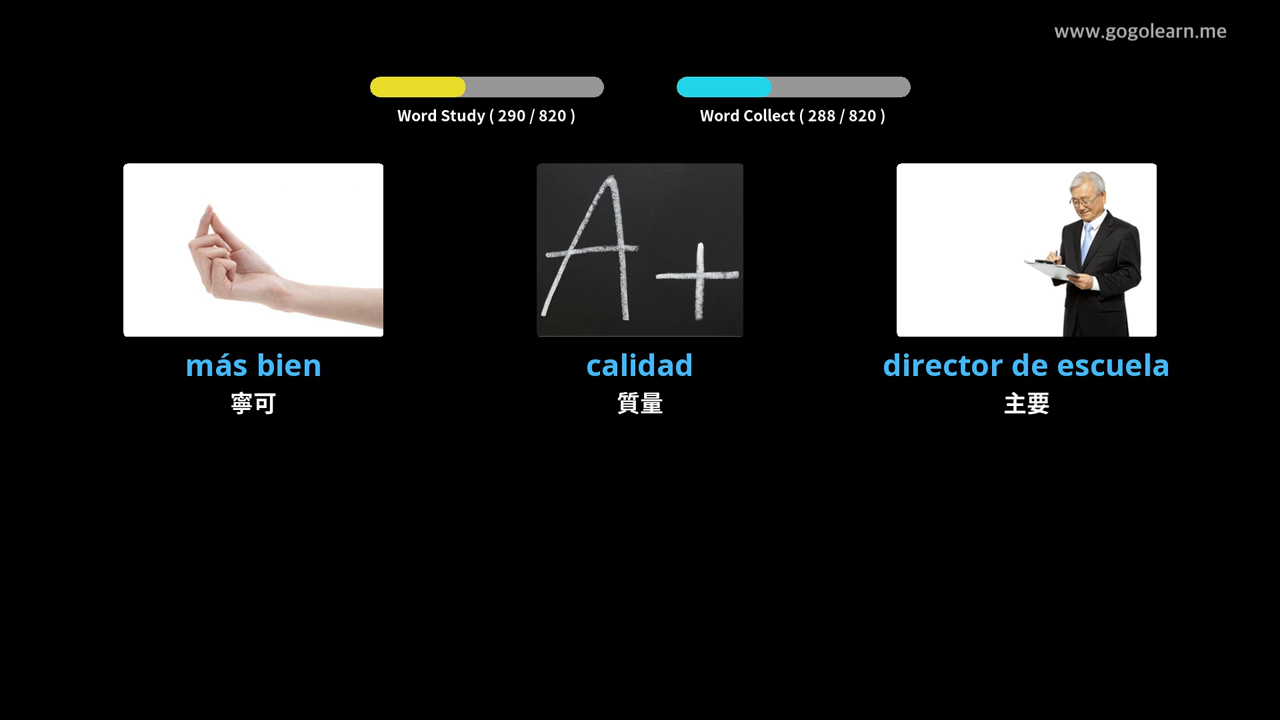 www.gogolearn.me
Word Study ( 290 / 820 )
Word Collect ( 288 / 820 )
A+
más bien
calidad
director de escuela
寧可
質量
主要